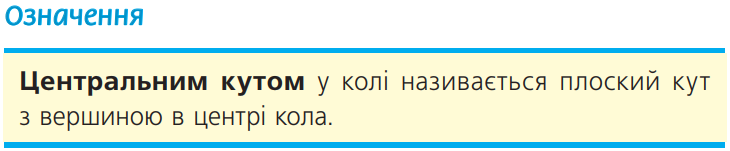 Означення
Центральним кутом у колі називається плоский кут
з вершиною в центрі кола.